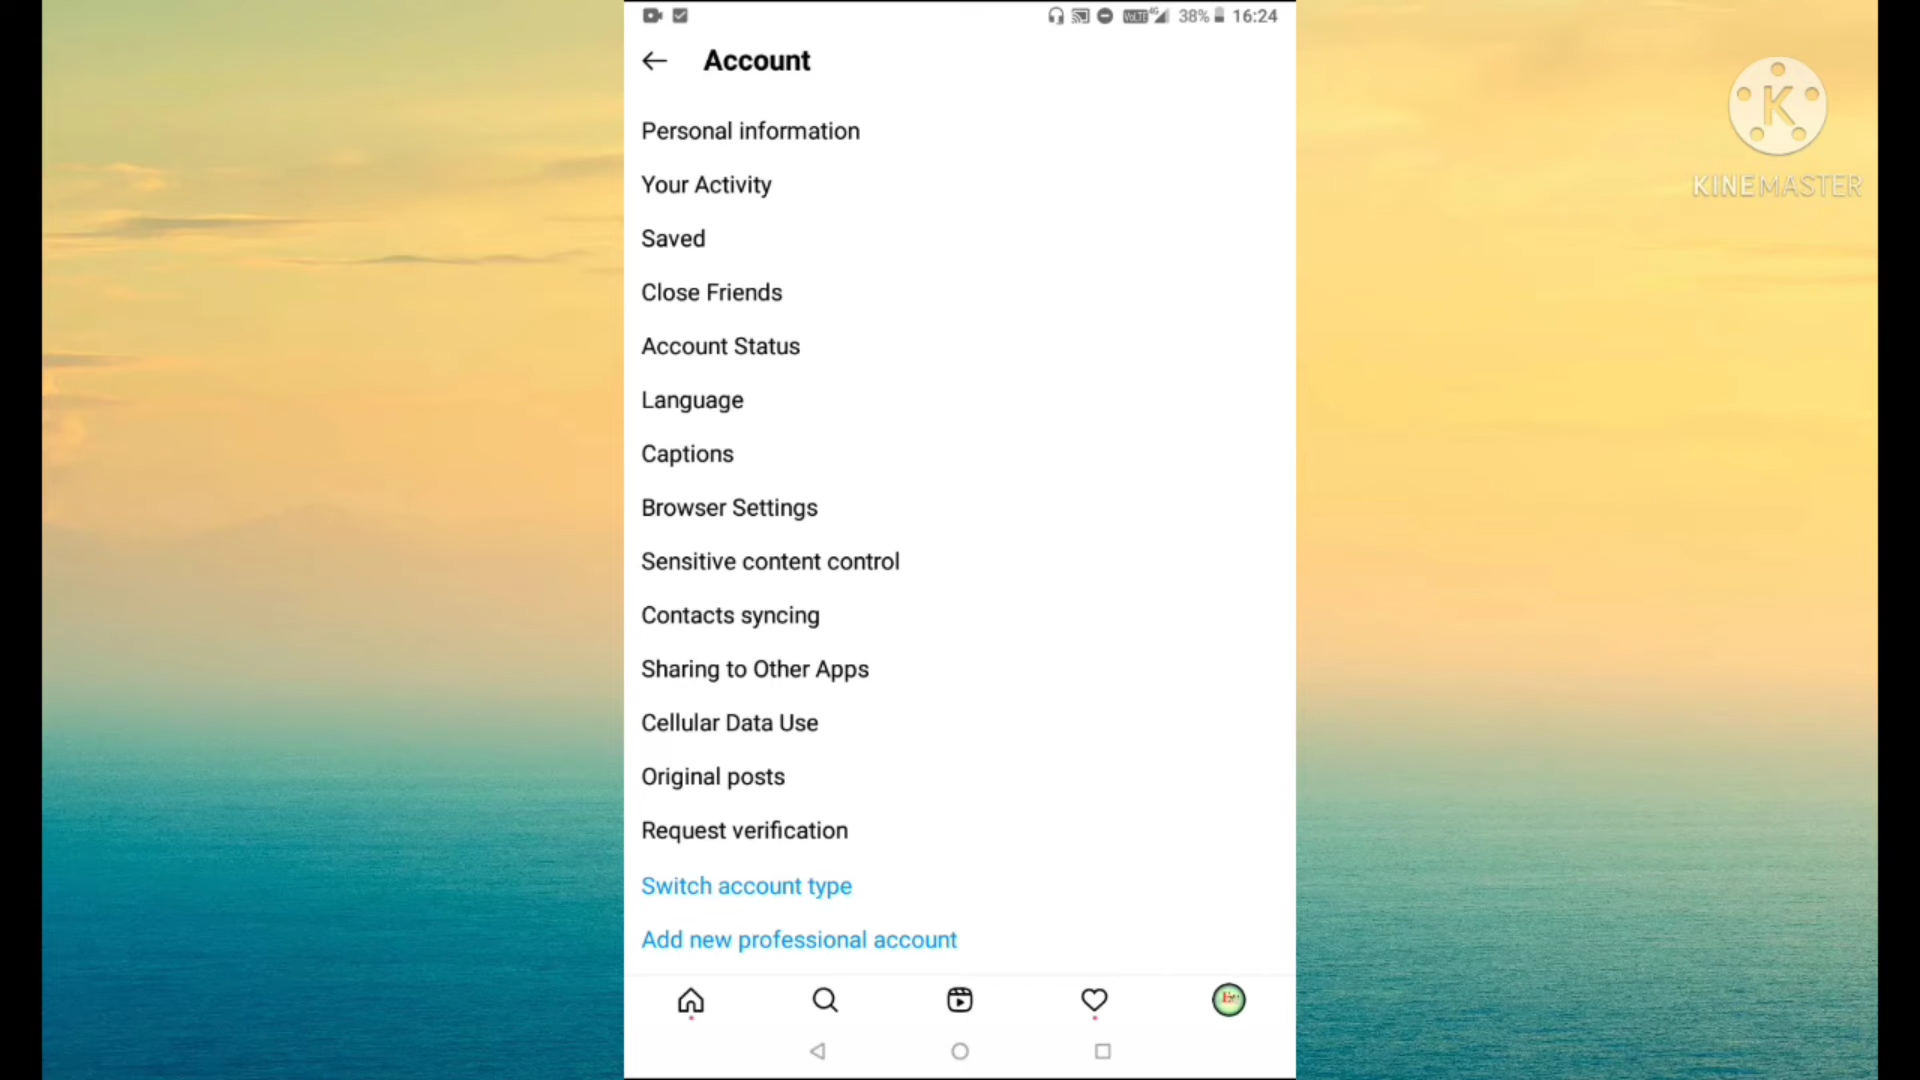 VoLTE 4G 38% 16:24
Account
Personal information
Your Activity
Saved
Close Friends
Account Status
Language
Captions
Browser Settings
Sensitive content control
Contacts syncing
Sharing to Other Apps
Cellular Data Use
Original posts
Request verification
Switch account type
Add new professional account
K
KINEMASTER